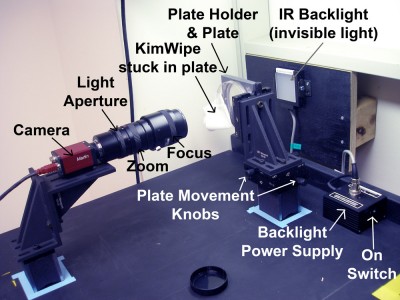 Plate Holder
& Plate
IR Backlight
(invisible light)
KimWipe
stuck in plate
Light
Aperture
Camera
Focus
Zoom
Plate Movement
Knobs
Backlight
Power Supply
On
Switch